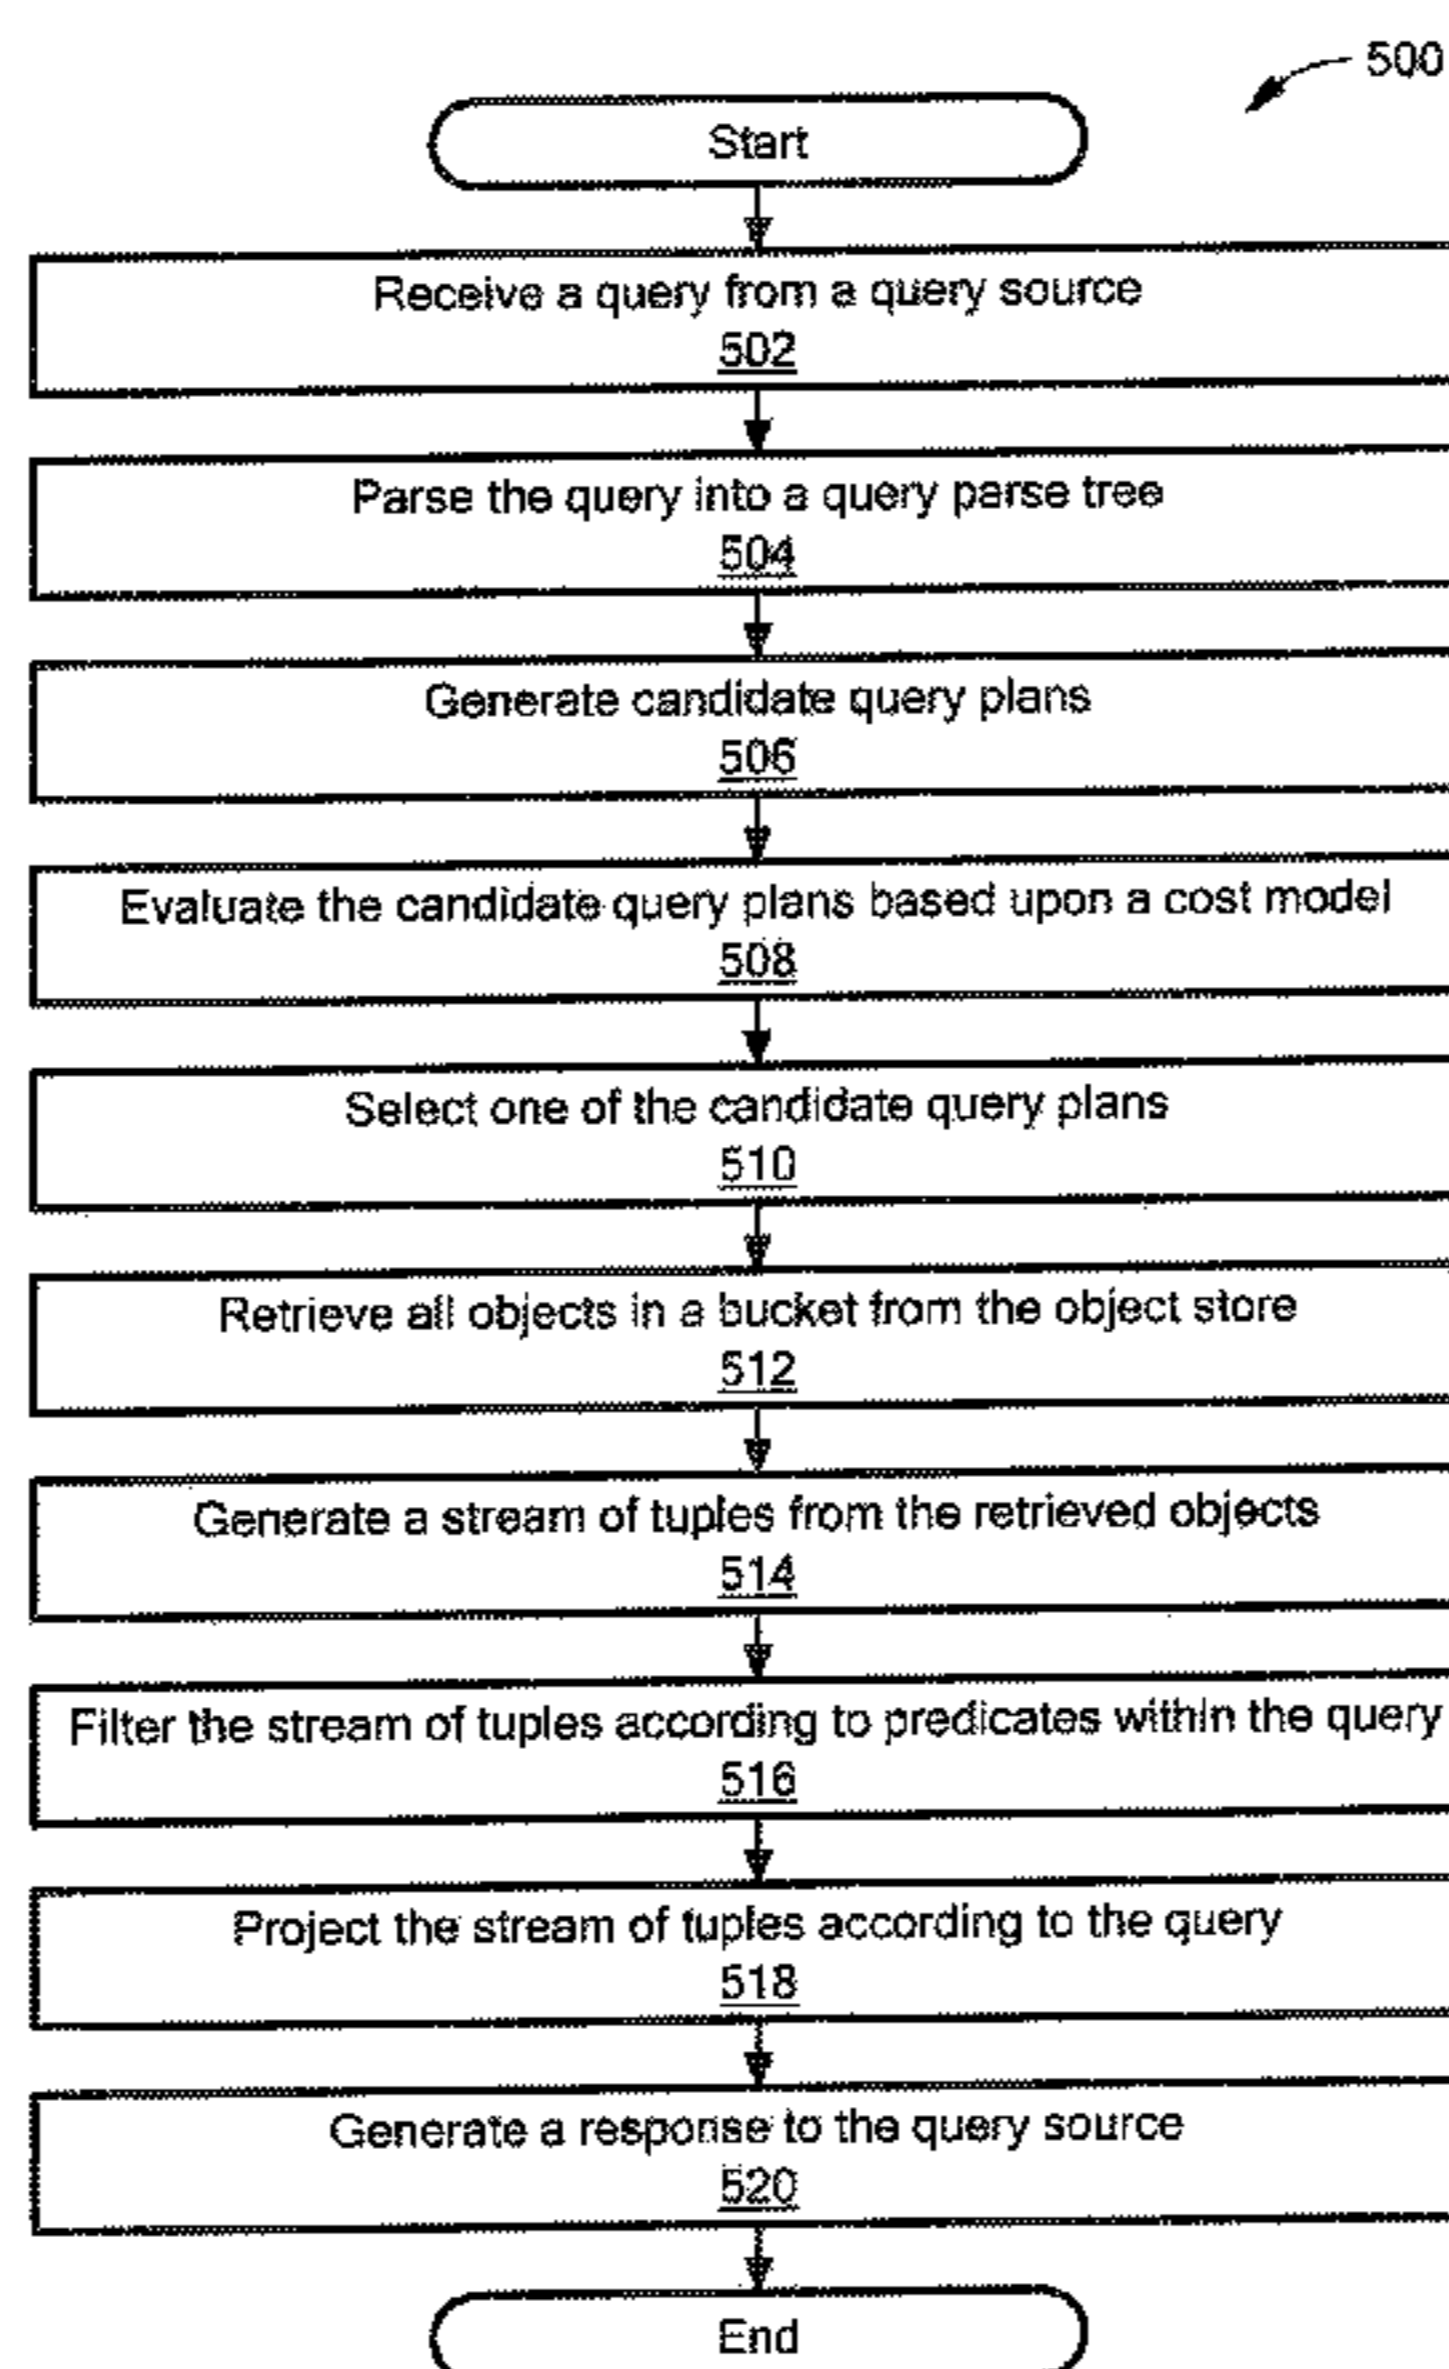 500
Start
Receive a query from a query source
502
Parse the query into a query parse tree
504
Generate candidate query plans
506
Evaluate the candidate query plans based upon a cost model
508
Select one of the candidate query plans
510
Retrieve all objects in a bucket from the object store
512
Generate a stream of tuples from the retrieved objects
514
Filter the stream of tuples according to predicates within the query
516
Project the stream of tuples according to the query
518
Generate a response to the query source
520
End